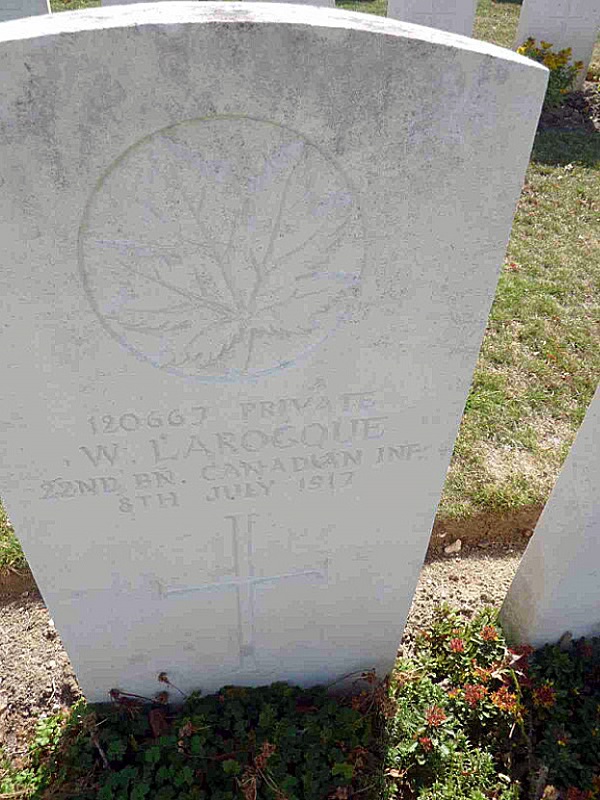 120667 PRIVATE
W. LAROCQUE
22ND BN. CANADIAN INF.
8TH JULY 1917